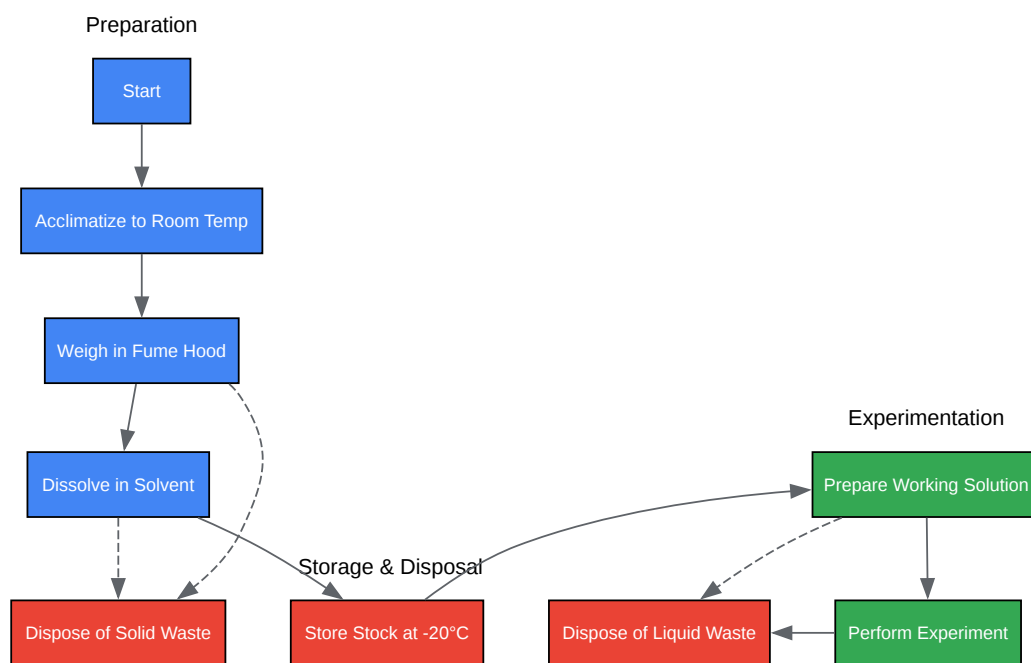 Preparation
Start
Acclimatize to Room Temp
Weigh in Fume Hood
Experimentation
Dissolve in Solvent
Prepare Working Solution
Storage & Disposal
Dispose of Solid Waste
Store Stock at -20°C
Dispose of Liquid Waste
Perform Experiment